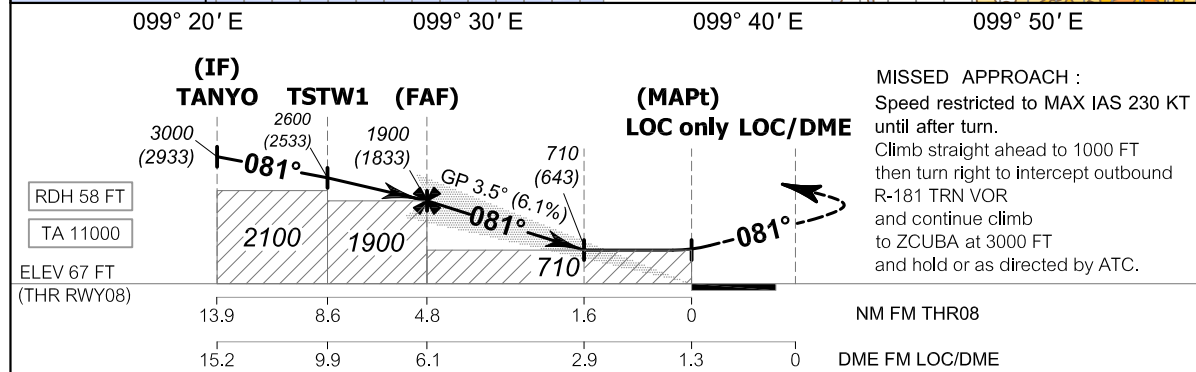 099° 20' E 099° 30' E 099° 40' E 099° 50' E
(IF)
TANYO
TSTW1
(FAF)
(MAPt)
LOC only LOC/DME
3000
(2933)
2600
(2533)
1900
(1833)
710
(643)
081°
GP 3.5° (6.1%)
081°
081°
2100
1900
710
RDH 58 FT
TA 11000
ELEV 67 FT
(THR RWY08)
MISSED APPROACH :
Speed restricted to MAX IAS 230 KT
until after turn.
Climb straight ahead to 1000 FT
then turn right to intercept outbound
R-181 TRN VOR
and continue climb
to ZCUBA at 3000 FT
and hold or as directed by ATC.
13.9 8.6 4.8 1.6 0 NM FM THR08
15.2 9.9 6.1 2.9 1.3 0 DME FM LOC/DME